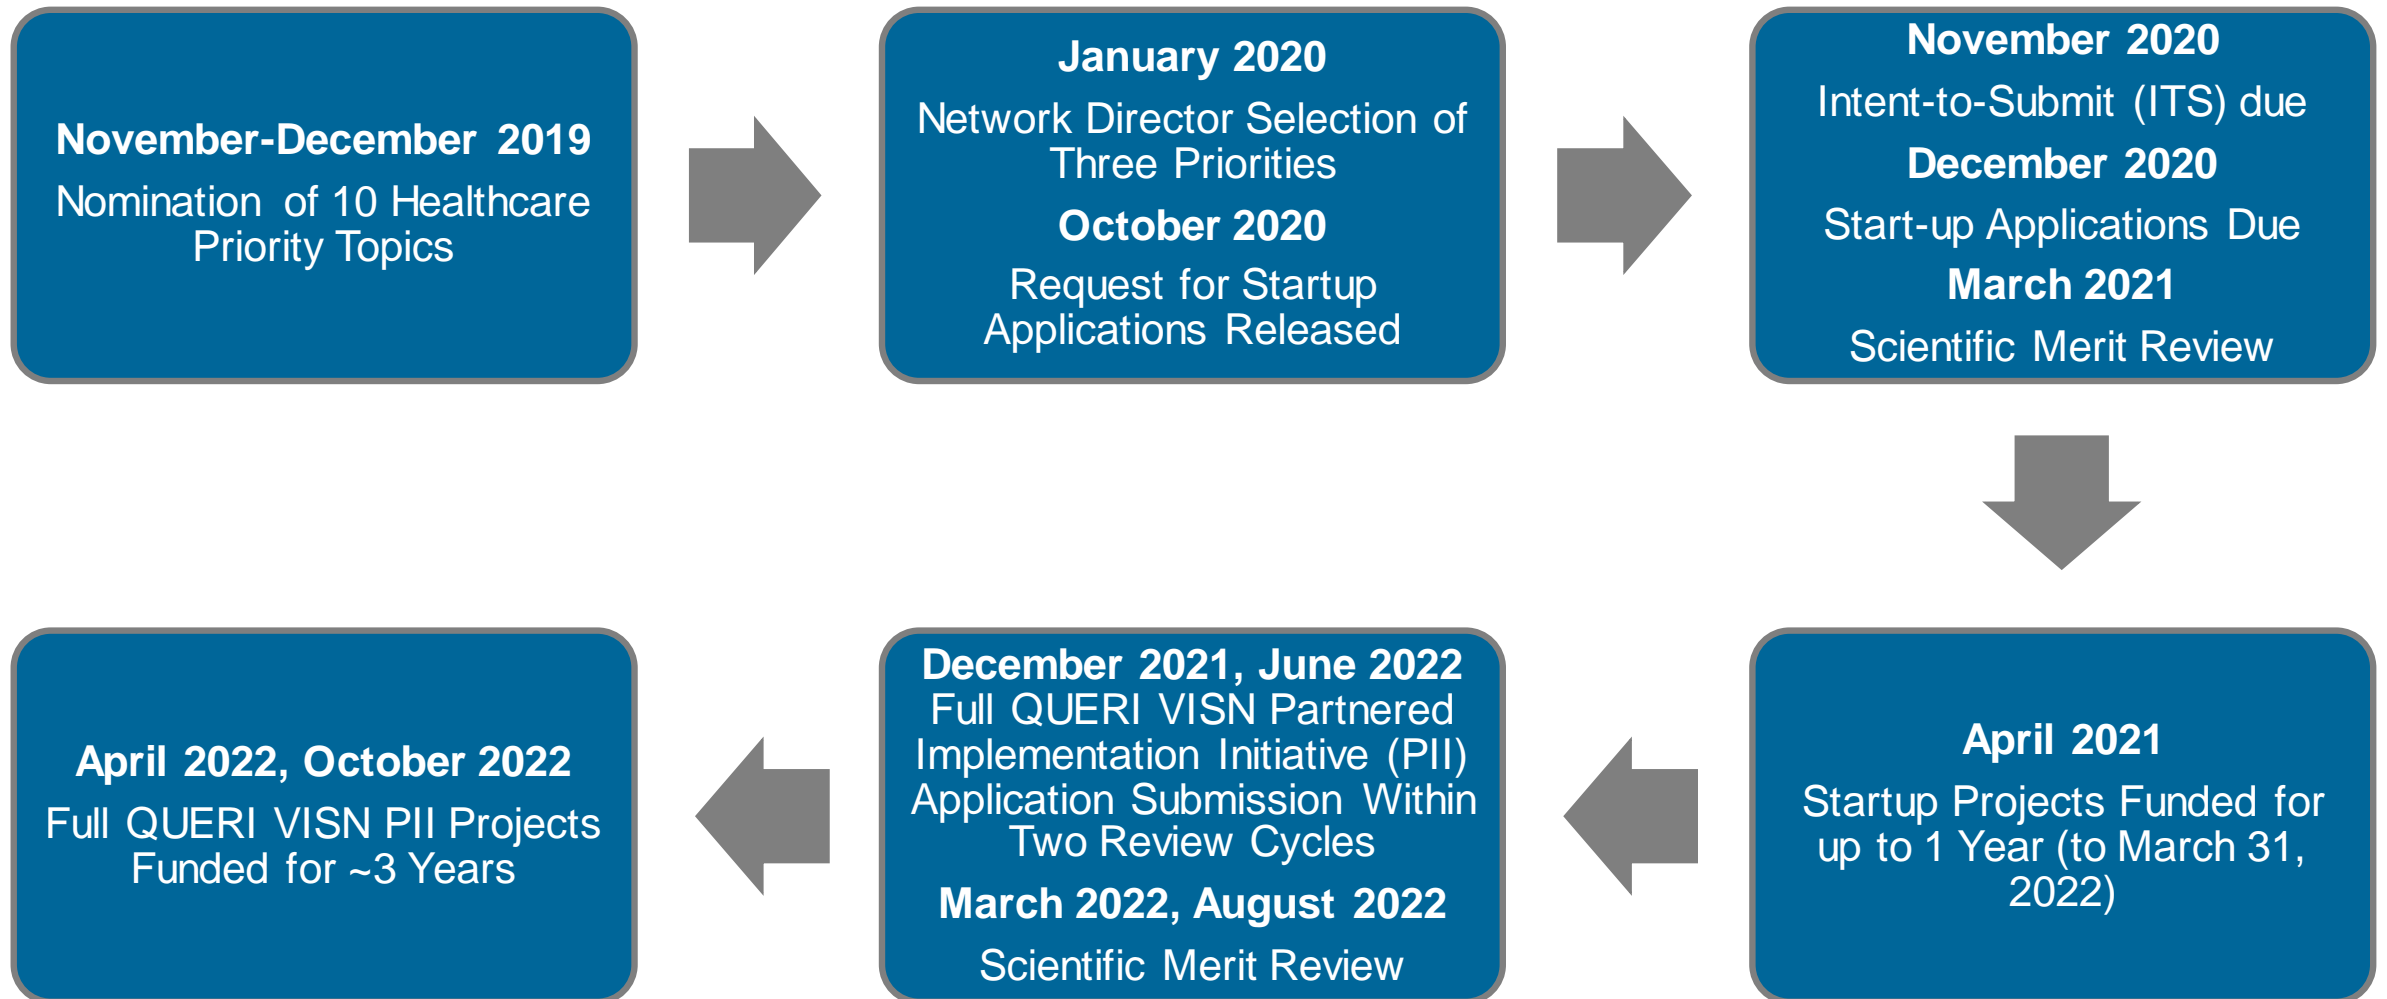 November-December 2019
Nomination of 10 Healthcare
Priority Topics
January 2020
Network Director Selection of
Three Priorities
October 2020
Request for Startup
Applications Released
November 2020
Intent-to-Submit (ITS) due
December 2020
Start-up Applications Due
March 2021
Scientific Merit Review
April 2021
Startup Projects Funded for
up to 1 Year (to March 31,
2022)
December 2021, June 2022
Full QUERI VISN Partnered
Implementation Initiative (PII)
Application Submission Within
Two Review Cycles
March 2022, August 2022
Scientific Merit Review
April 2022, October 2022
Full QUERI VISN PII Projects
Funded for ~3 Years